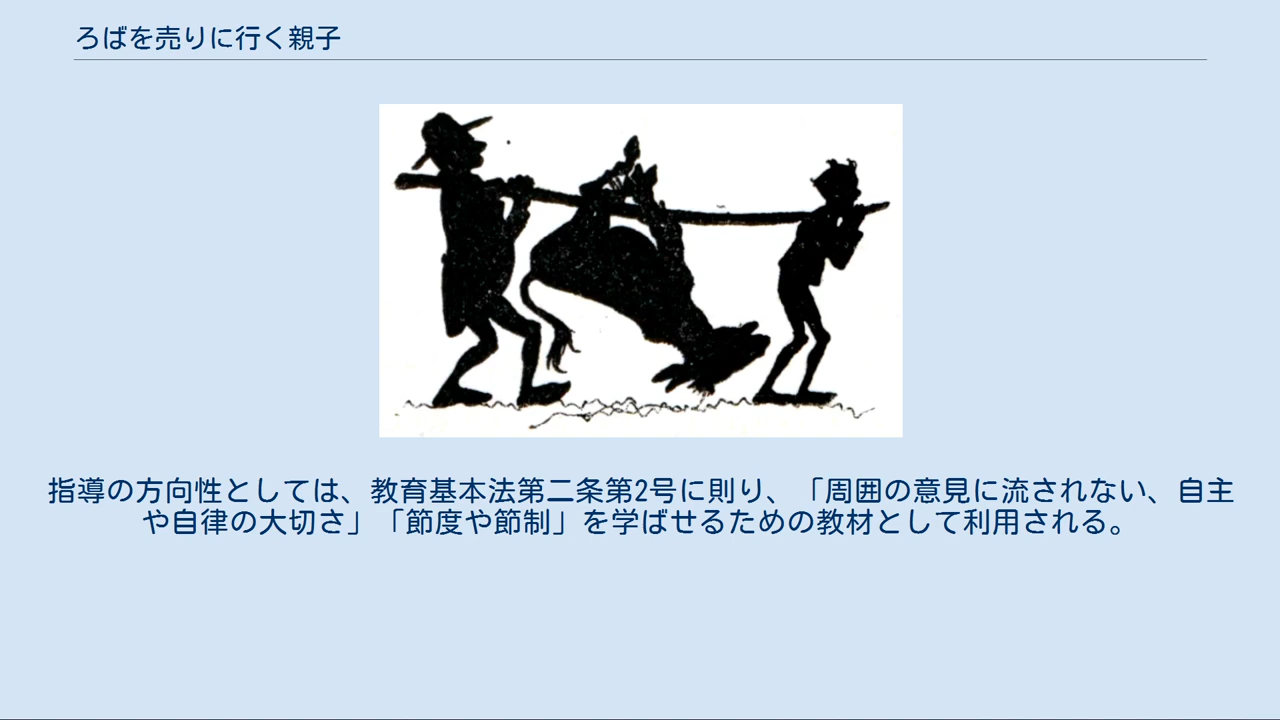 ろばを売りに行く親子
指導の方向性としては、教育基本法第二条第2号に則り、「周囲の意見に流されない、自主
や自律の大切さ」「節度や節制」を学ばせるための教材として利用される。